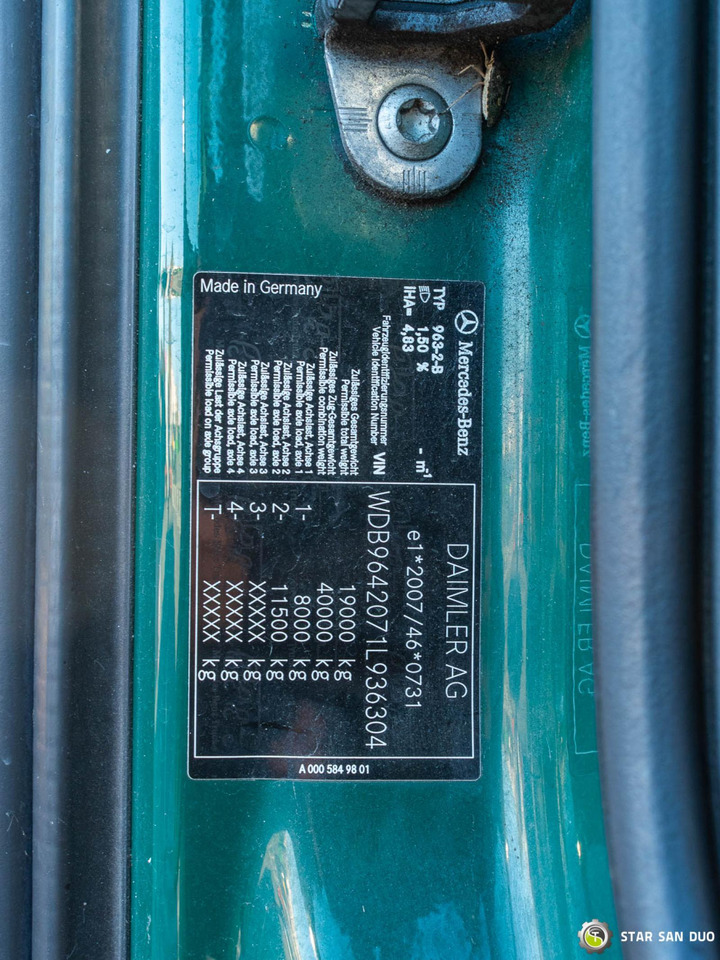 Mercedes-Benz
TYP 963-2-B
1,50 %
IHA= 4,83
- m-1
Made in Germany
DAIMLER AG
e1*2007/46*0731
Fahrzeugidentifizierungsnummer
Vehicle Identification Number VIN WDB9642071L936304
Zulässiges Gesamtgewicht
Permissible total weight 19000 kg
Zulässiges Zug-Gesamtgewicht
Permissible combination weight 40000 kg
Zulässige Achslast, Achse 1
Permissible axle load, axle 1 1- 8000 kg
Zulässige Achslast, Achse 2
Permissible axle load, axle 2 2- 11500 kg
Zulässige Achslast, Achse 3
Permissible axle load, axle 3 3- XXXXX kg
Zulässige Achslast, Achse 4
Permissible axle load, axle 4 4- XXXXX kg
Zulässige Last der Achsgruppe
Permissible load on axle group T- XXXXX kg
A 000 584 98 01
STAR SAN DUO